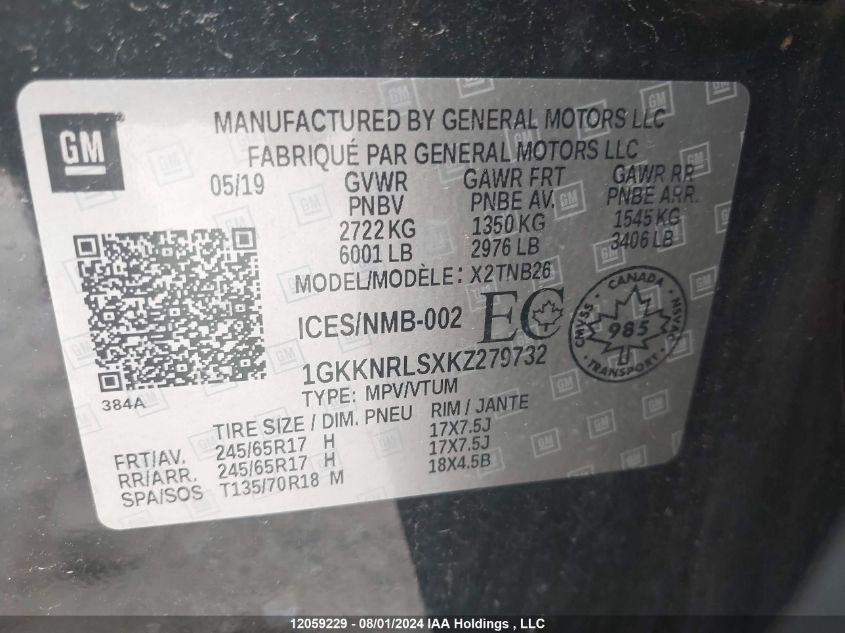 GM
MANUFACTURED BY GENERAL MOTORS LLC
FABRIQUÉ PAR GENERAL MOTORS LLC
05/19 GVWR GAWR FRT GAWR RR
PNBV PNBE AV. PNBE ARR.
2722 KG 1350 KG 1545 KG
6001 LB 2976 LB 3406 LB
MODEL/MODÈLE: X2TNB26
ICES/NMB-002 EC
CANADA
CMVSS 985 NSVAC
TRANSPORT
1GKKNRLSXKZ279732
TYPE: MPV/VTUM
384A
TIRE SIZE / DIM. PNEU RIM / JANTE
FRT/AV. 245/65R17 H 17X7.5J
RR/ARR. 245/65R17 H 17X7.5J
SPA/SOS T135/70R18 M 18X4.5B
12059229 - 08/01/2024 IAA Holdings , LLC